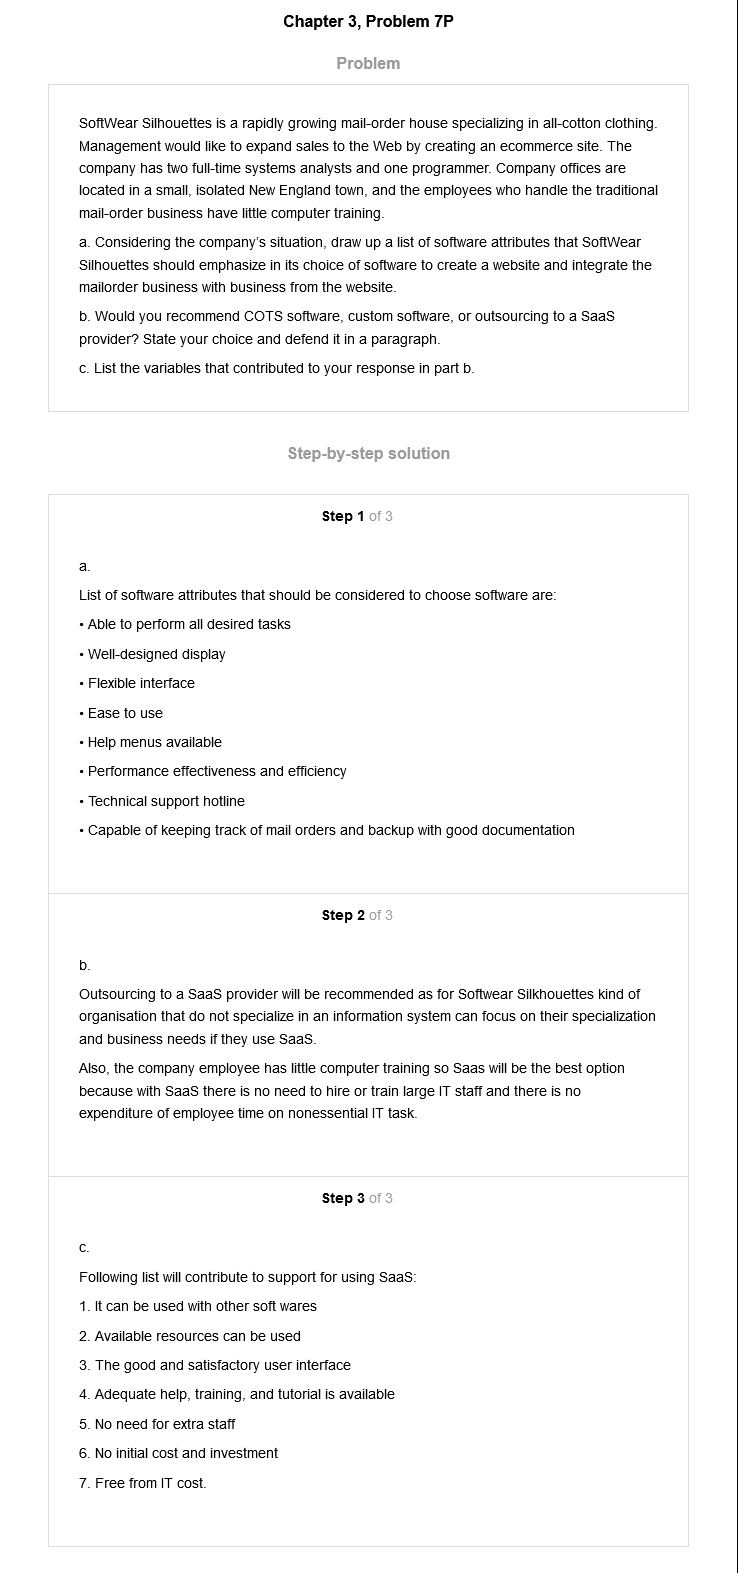 Chapter 3, Problem 7P
Problem
SoftWear Silhouettes is a rapidly growing mail-order house specializing in all-cotton clothing.
Management would like to expand sales to the Web by creating an ecommerce site. The
company has two full-time systems analysts and one programmer. Company offices are
located in a small, isolated New England town, and the employees who handle the traditional
mail-order business have little computer training.
a. Considering the company's situation, draw up a list of software attributes that SoftWear
Silhouettes should emphasize in its choice of software to create a website and integrate the
mailorder business with business from the website.
b. Would you recommend COTS software, custom software, or outsourcing to a SaaS
provider? State your choice and defend it in a paragraph.
c. List the variables that contributed to your response in part b.
Step-by-step solution
Step 1 of 3
a.
List of software attributes that should be considered to choose software are:
• Able to perform all desired tasks
• Well-designed display
• Flexible interface
• Ease to use
• Help menus available
• Performance effectiveness and efficiency
• Technical support hotline
• Capable of keeping track of mail orders and backup with good documentation
Step 2 of 3
b.
Outsourcing to a SaaS provider will be recommended as for Softwear Silkhouettes kind of
organisation that do not specialize in an information system can focus on their specialization
and business needs if they use SaaS.
Also, the company employee has little computer training so Saas will be the best option
because with SaaS there is no need to hire or train large IT staff and there is no
expenditure of employee time on nonessential IT task.
Step 3 of 3
c.
Following list will contribute to support for using SaaS:
1. It can be used with other soft wares
2. Available resources can be used
3. The good and satisfactory user interface
4. Adequate help, training, and tutorial is available
5. No need for extra staff
6. No initial cost and investment
7. Free from IT cost.